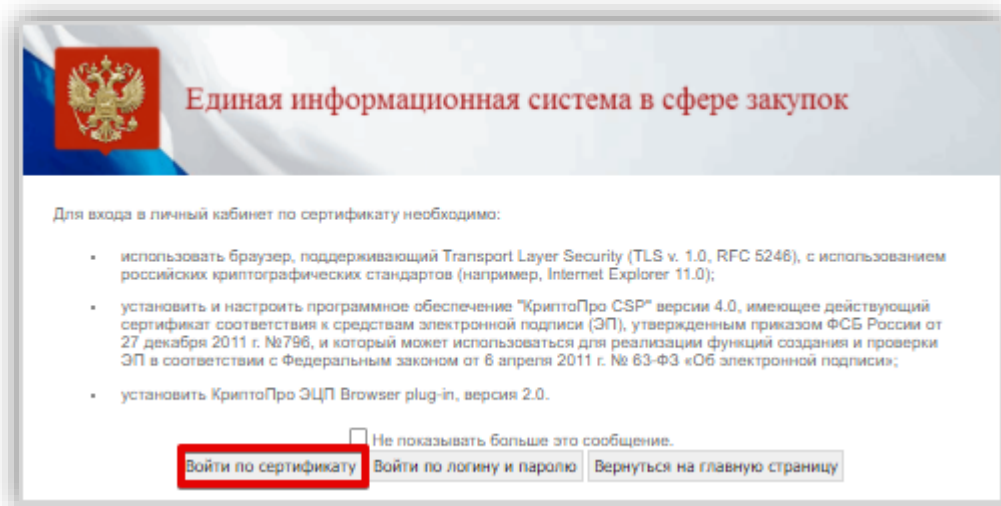 Единая информационная система в сфере закупок
Для входа в личный кабинет по сертификату необходимо:
использовать браузер, поддерживающий Transport Layer Security (TLS v. 1.0, RFC 5246), с использованием
российских криптографических стандартов (например, Internet Explorer 11.0);
установить и настроить программное обеспечение "КриптоПро CSP" версии 4.0, имеющее действующий
сертификат соответствия к средствам электронной подписи (ЭП), утвержденным приказом ФСБ России от
27 декабря 2011 г. №796, и который может использоваться для реализации функций создания и проверки
ЭП в соответствии с Федеральным законом от 6 апреля 2011 г. № 63-ФЗ «Об электронной подписи»;
установить КриптоПро ЭЦП Browser plug-in, версия 2.0.
Не показывать больше это сообщение.
Войти по сертификату Войти по логину и паролю Вернуться на главную страницу